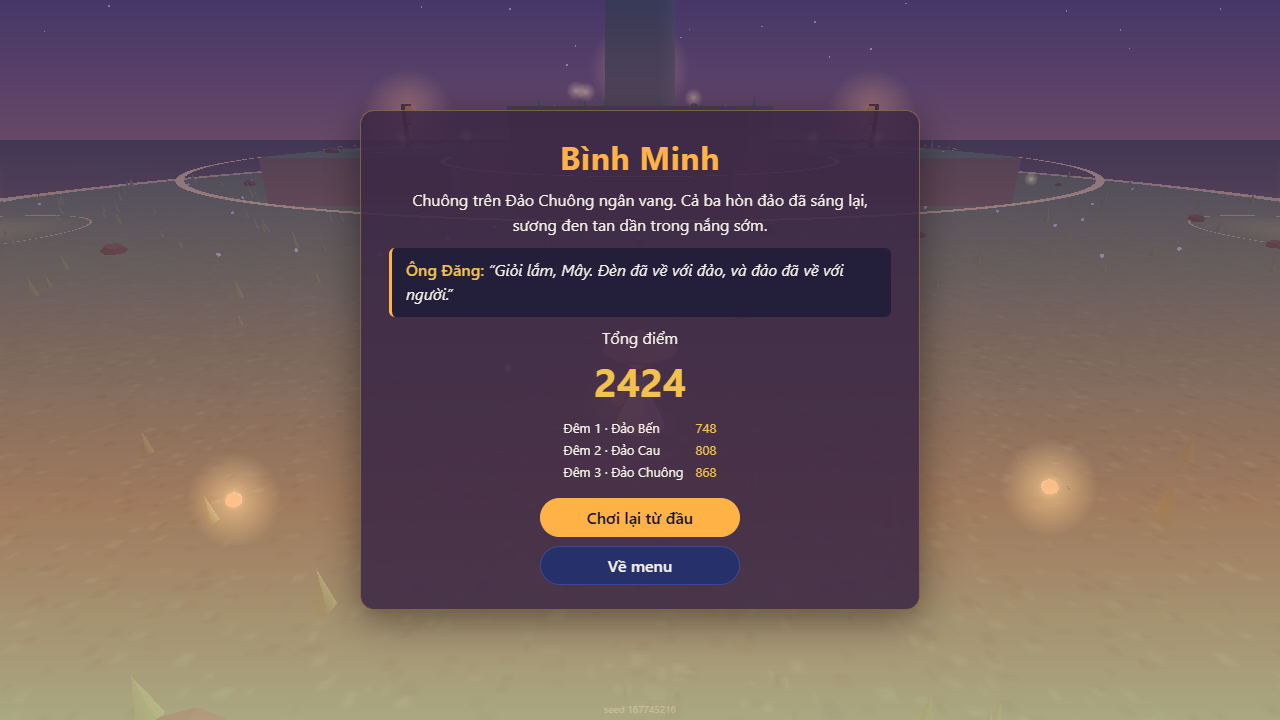 Bình Minh
Chuông trên Đảo Chuông ngân vang. Cả ba hòn đảo đã sáng lại,
sương đen tan dần trong nắng sớm.
Ông Đăng: “Giỏi lắm, Mây. Đèn đã về với đảo, và đảo đã về với
người.”
Tổng điểm
2424
Đêm 1 · Đảo Bến 748
Đêm 2 · Đảo Cau 808
Đêm 3 · Đảo Chuông 868
Chơi lại từ đầu
Về menu
seed 167745216